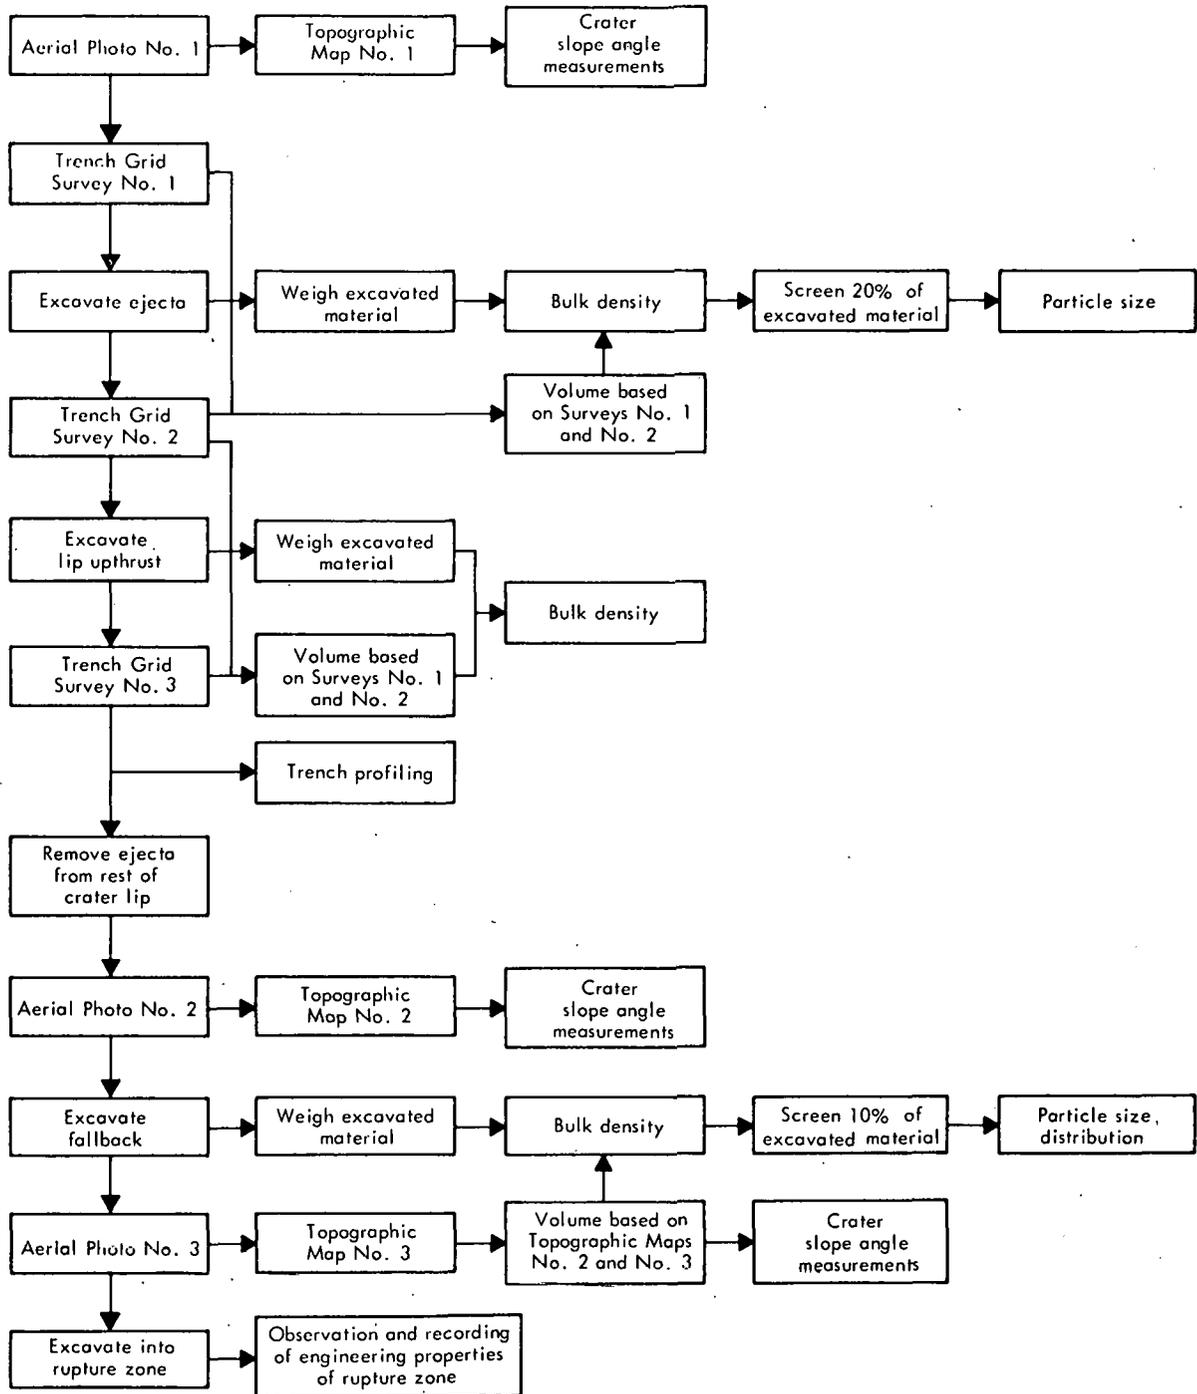 Aerial Photo No. 1
Topographic
Map No. 1
Crater
slope angle
measurements
Trench Grid
Survey No. 1
Excavate ejecta
Weigh excavated
material
Bulk density
Screen 20% of
excavated material
Particle size
Trench Grid
Survey No. 2
Volume based
on Surveys No. 1
and No. 2
Excavate
lip upthrust
Weigh excavated
material
Bulk density
Trench Grid
Survey No. 3
Volume based
on Surveys No. 1
and No. 2
Trench profiling
Remove ejecta
from rest of
crater lip
Aerial Photo No. 2
Topographic
Map No. 2
Crater
slope angle
measurements
Excavate
fallback
Weigh excavated
material
Bulk density
Screen 10% of
excavated material
Particle size,
distribution
Aerial Photo No. 3
Topographic
Map No. 3
Volume based on
Topographic Maps
No. 2 and No. 3
Crater
slope angle
measurements
Excavate into
rupture zone
Observation and recording
of engineering properties
of rupture zone